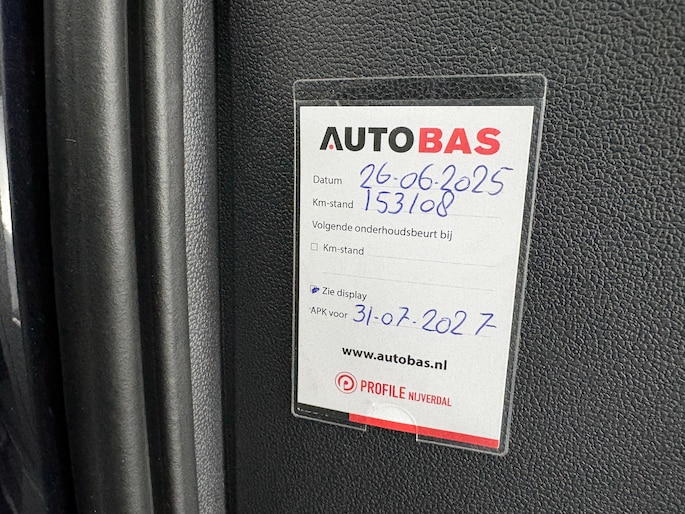 AUTOBAS
Datum 26-06-2025
Km-stand 153108
Volgende onderhoudsbeurt bij
Km-stand
Zie display
APK voor 31-07-2027
www.autobas.nl
PROFILE NIJVERDAL